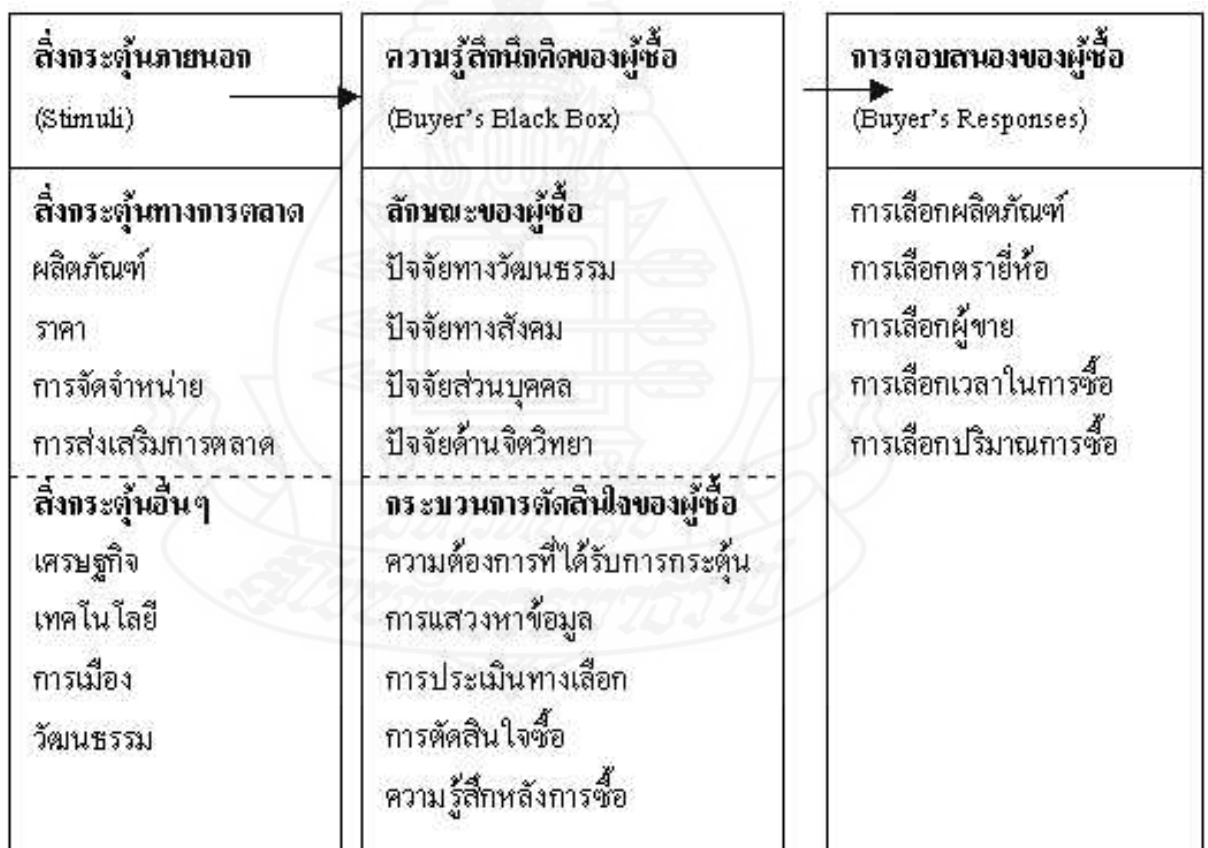 สิ่งกระตุ้นภายนอก
(Stimuli)
สิ่งกระตุ้นทางการตลาด
ผลิตภัณฑ์
ราคา
การจัดจำหน่าย
การส่งเสริมการตลาด
สิ่งกระตุ้นอื่นๆ
เศรษฐกิจ
เทคโนโลยี
การเมือง
วัฒนธรรม
ความรู้สึกนึกคิดของผู้ซื้อ
(Buyer's Black Box)
ลักษณะของผู้ซื้อ
ปัจจัยทางวัฒนธรรม
ปัจจัยทางสังคม
ปัจจัยส่วนบุคคล
ปัจจัยด้านจิตวิทยา
กระบวนการตัดสินใจของผู้ซื้อ
ความต้องการที่ได้รับการกระตุ้น
การแสวงหาข้อมูล
การประเมินทางเลือก
การตัดสินใจซื้อ
ความรู้สึกหลังการซื้อ
การตอบสนองของผู้ซื้อ
(Buyer's Responses)
การเลือกผลิตภัณฑ์
การเลือกตรายี่ห้อ
การเลือกผู้ขาย
การเลือกเวลาในการซื้อ
การเลือกปริมาณการซื้อ